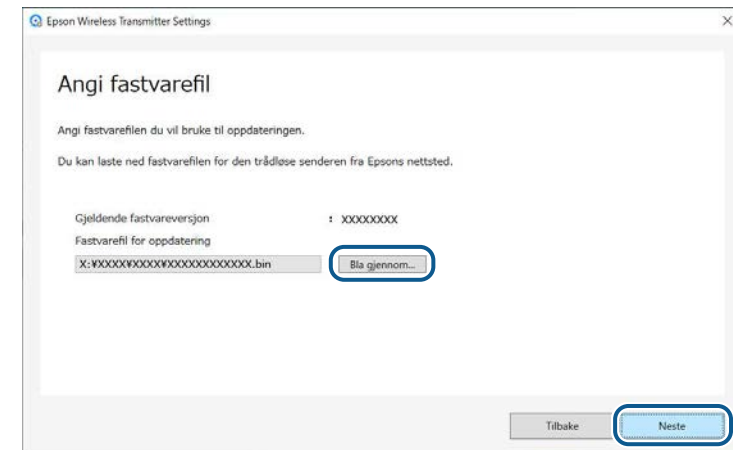 Epson Wireless Transmitter Settings
Angi fastvarefil
Angi fastvarefilen du vil bruke til oppdateringen.
Du kan laste ned fastvarefilen for den trådløse senderen fra Epsons nettsted.
Gjeldende fastvareversjon : XXXXXXXX
Fastvarefil for oppdatering
X:¥XXXX¥XXXX¥XXXXXXXXXXXX.bin Bla gjennom...
Tilbake Neste